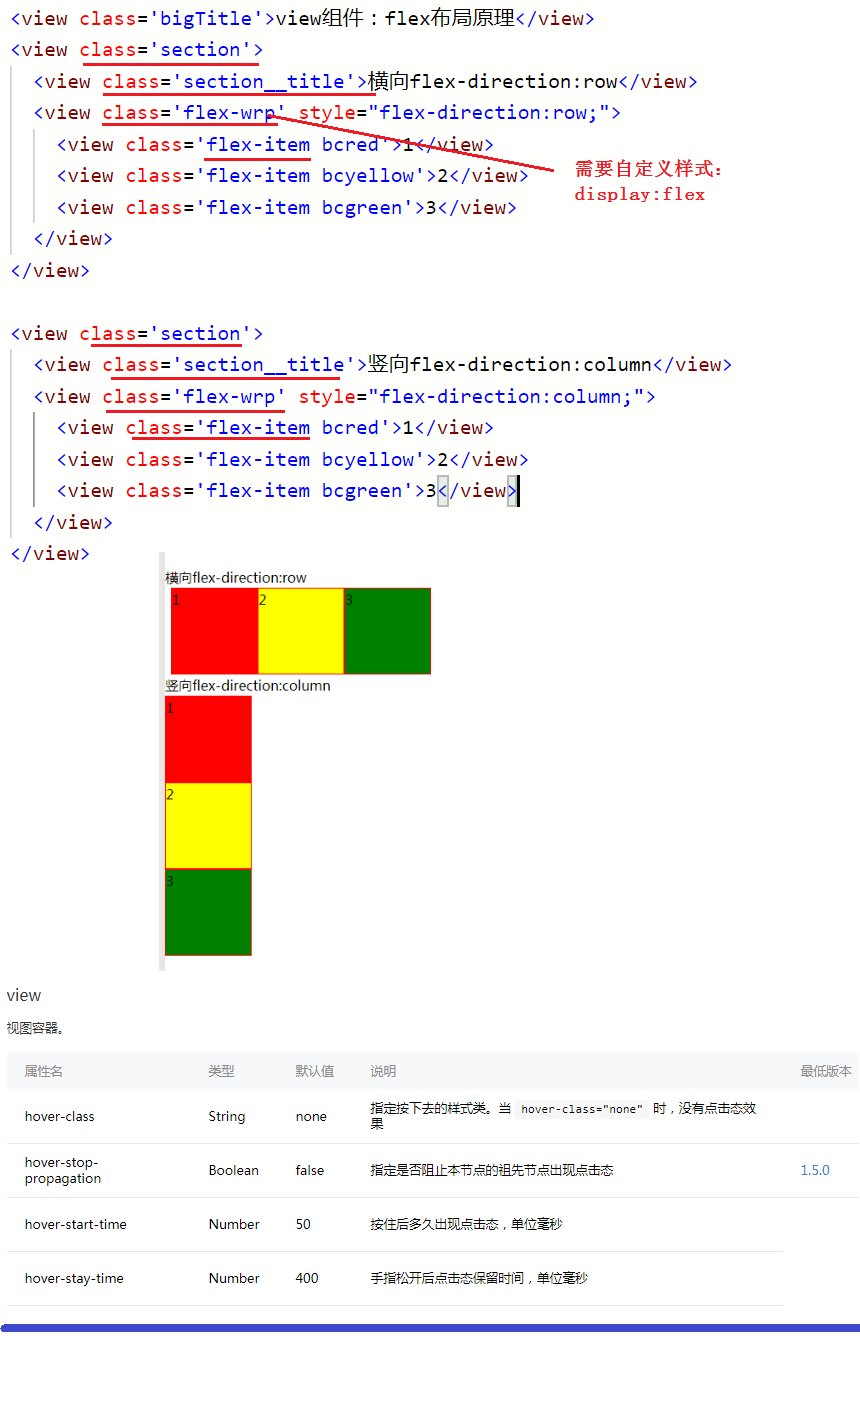 <view class='bigTitle'>view组件：flex布局原理</view>
<view class='section'>
<view class='section__title'>横向flex-direction:row</view>
<view class='flex-wrp' style="flex-direction:row;">
<view class='flex-item bcred'>1</view>
<view class='flex-item bcyellow'>2</view>
<view class='flex-item bcgreen'>3</view>
</view>
</view>
需要自定义样式：
display:flex
<view class='section'>
<view class='section__title'>竖向flex-direction:column</view>
<view class='flex-wrp' style="flex-direction:column;">
<view class='flex-item bcred'>1</view>
<view class='flex-item bcyellow'>2</view>
<view class='flex-item bcgreen'>3</view>
</view>
</view>
横向flex-direction:row
1 2 3
竖向flex-direction:column
1
2
3
view
视图容器。
属性名 类型 默认值 说明 最低版本
hover-class String none 指定按下去的样式类。当 hover-class="none" 时，没有点击态效
果
hover-stop-
propagation Boolean false 指定是否阻止本节点的祖先节点出现点击态 1.5.0
hover-start-time Number 50 按住后多久出现点击态，单位毫秒
hover-stay-time Number 400 手指松开后点击态保留时间，单位毫秒